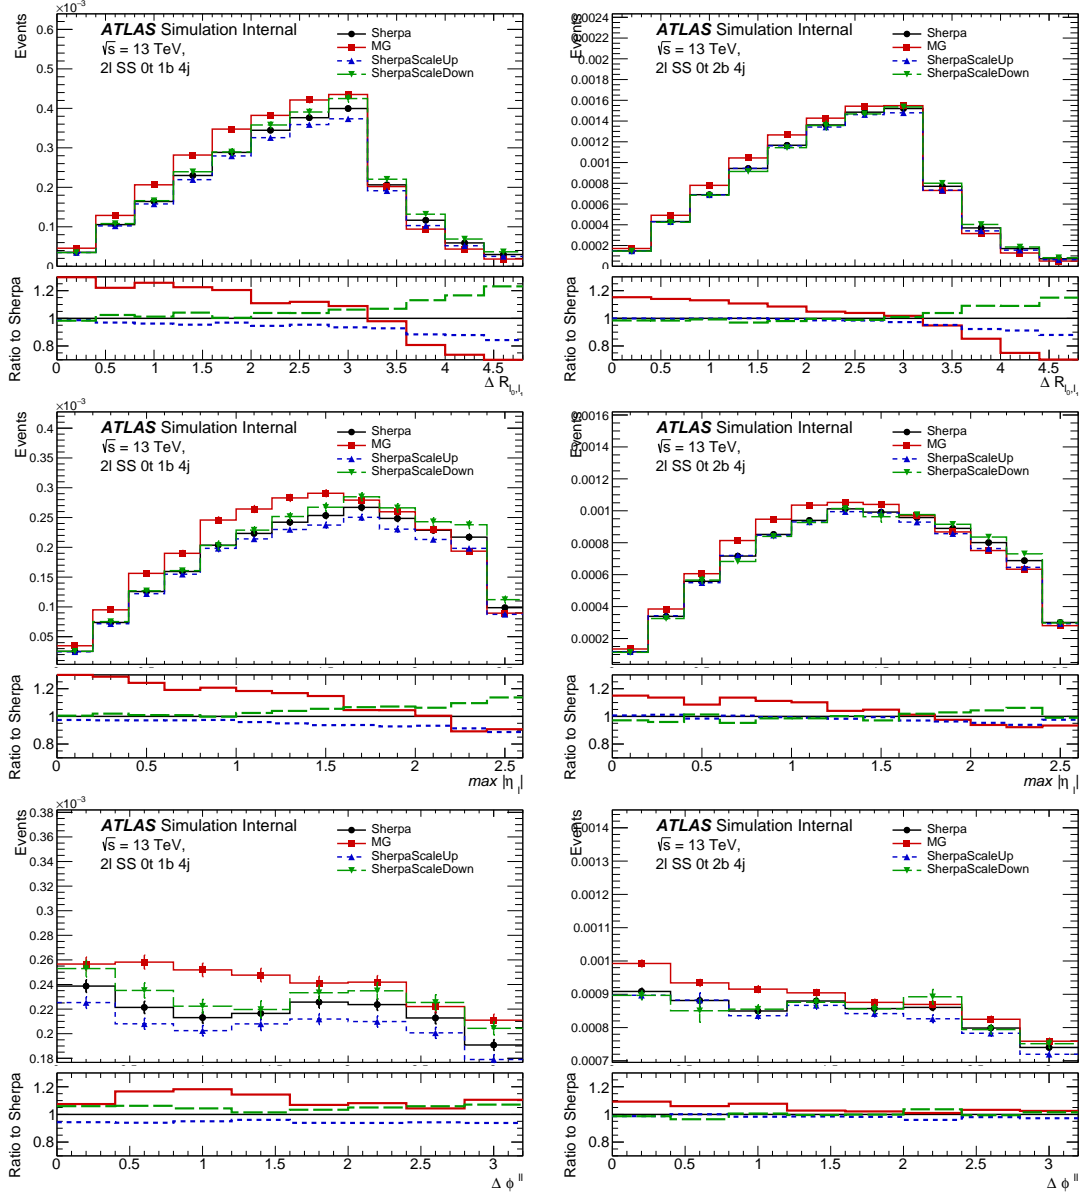 Events
×10⁻³
ATLAS Simulation Internal
√s = 13 TeV,
2l SS 0t 1b 4j
Sherpa
MG
SherpaScaleUp
SherpaScaleDown
0.6
0.5
0.4
0.3
0.2
0.1
0
Ratio to Sherpa
1.2
1
0.8
0 0.5 1 1.5 2 2.5 3 3.5 4 4.5
Δ R l₀,l₁
Events
ATLAS Simulation Internal
√s = 13 TeV,
2l SS 0t 2b 4j
Sherpa
MG
SherpaScaleUp
SherpaScaleDown
0.0024
0.0022
0.002
0.0018
0.0016
0.0014
0.0012
0.001
0.0008
0.0006
0.0004
0.0002
0
Ratio to Sherpa
1.2
1
0.8
0 0.5 1 1.5 2 2.5 3 3.5 4 4.5
Δ R l₀,l₁
Events
×10⁻³
ATLAS Simulation Internal
√s = 13 TeV,
2l SS 0t 1b 4j
Sherpa
MG
SherpaScaleUp
SherpaScaleDown
0.4
0.35
0.3
0.25
0.2
0.15
0.1
0.05
Ratio to Sherpa
1.2
1
0.8
0 0.5 1 1.5 2 2.5
max |η l|
Events
ATLAS Simulation Internal
√s = 13 TeV,
2l SS 0t 2b 4j
Sherpa
MG
SherpaScaleUp
SherpaScaleDown
0.0016
0.0014
0.0012
0.001
0.0008
0.0006
0.0004
0.0002
Ratio to Sherpa
1.2
1
0.8
0 0.5 1 1.5 2 2.5
max |η l|
Events
×10⁻³
ATLAS Simulation Internal
√s = 13 TeV,
2l SS 0t 1b 4j
Sherpa
MG
SherpaScaleUp
SherpaScaleDown
0.38
0.36
0.34
0.32
0.3
0.28
0.26
0.24
0.22
0.2
0.18
Ratio to Sherpa
1.2
1
0.8
0 0.5 1 1.5 2 2.5 3
Δ φ ll
Events
ATLAS Simulation Internal
√s = 13 TeV,
2l SS 0t 2b 4j
Sherpa
MG
SherpaScaleUp
SherpaScaleDown
0.0014
0.0013
0.0012
0.0011
0.001
0.0009
0.0008
0.0007
Ratio to Sherpa
1.2
1
0.8
0 0.5 1 1.5 2 2.5 3
Δ φ ll